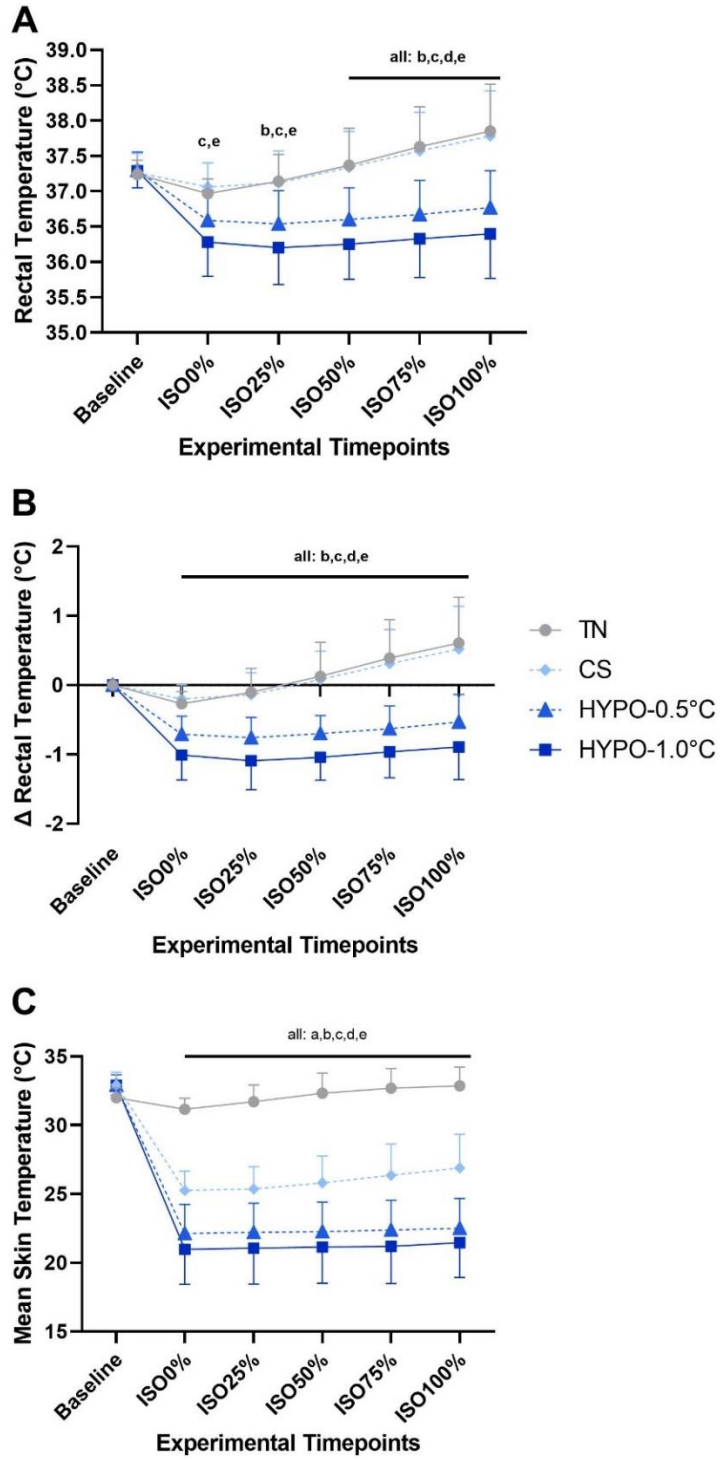 A
Rectal Temperature (°C)
39.0
38.5
38.0
37.5
37.0
36.5
36.0
35.5
35.0
all: b,c,d,e
c,e
b,c,e
Baseline
ISO0%
ISO25%
ISO50%
ISO75%
ISO100%
Experimental Timepoints
B
Δ Rectal Temperature (°C)
2
1
0
-1
-2
all: b,c,d,e
Baseline
ISO0%
ISO25%
ISO50%
ISO75%
ISO100%
Experimental Timepoints
TN
CS
HYPO-0.5°C
HYPO-1.0°C
C
Mean Skin Temperature (°C)
35
30
25
20
15
all: a,b,c,d,e
Baseline
ISO0%
ISO25%
ISO50%
ISO75%
ISO100%
Experimental Timepoints